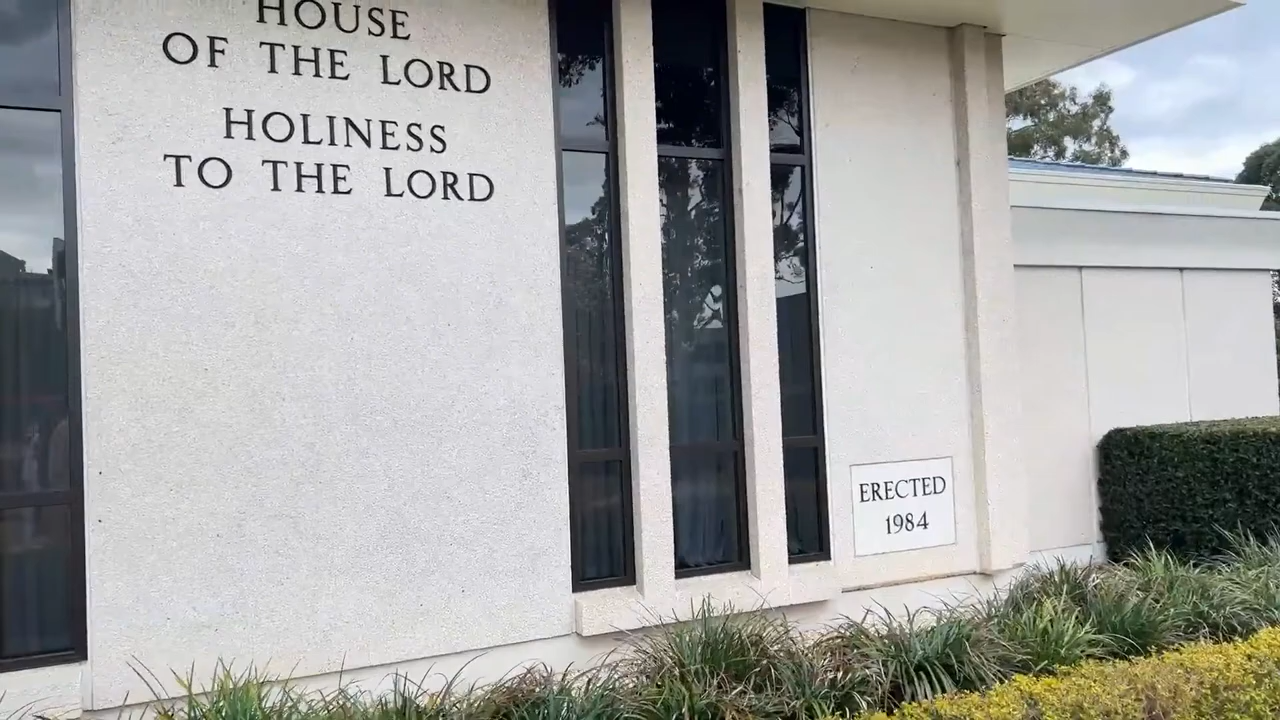 HOUSE
OF THE LORD
HOLINESS
TO THE LORD
ERECTED
1984